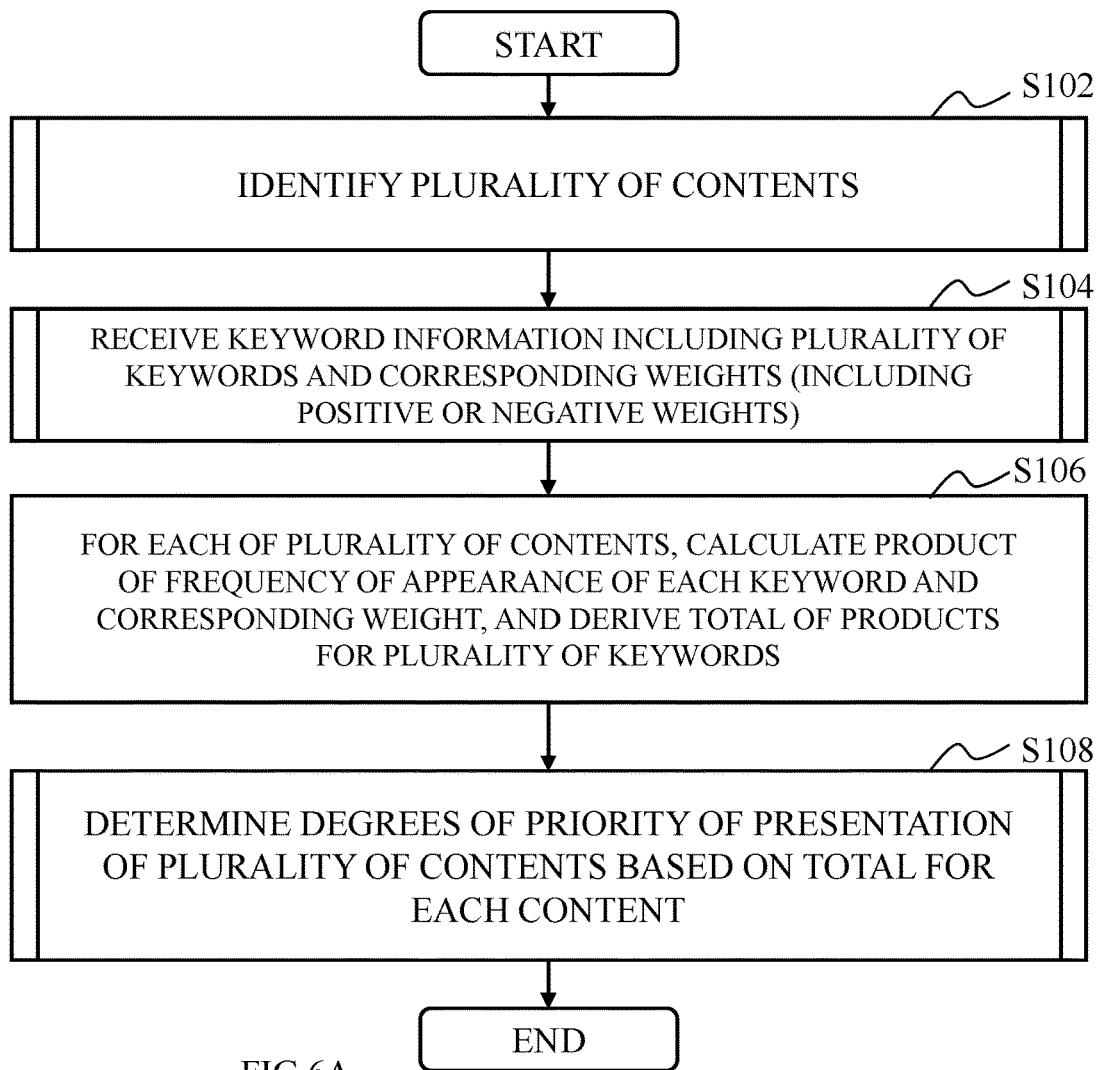 START
S102
IDENTIFY PLURALITY OF CONTENTS
S104
RECEIVE KEYWORD INFORMATION INCLUDING PLURALITY OF
KEYWORDS AND CORRESPONDING WEIGHTS (INCLUDING
POSITIVE OR NEGATIVE WEIGHTS)
S106
FOR EACH OF PLURALITY OF CONTENTS, CALCULATE PRODUCT
OF FREQUENCY OF APPEARANCE OF EACH KEYWORD AND
CORRESPONDING WEIGHT, AND DERIVE TOTAL OF PRODUCTS
FOR PLURALITY OF KEYWORDS
S108
DETERMINE DEGREES OF PRIORITY OF PRESENTATION
OF PLURALITY OF CONTENTS BASED ON TOTAL FOR
EACH CONTENT
END
FIG.6A